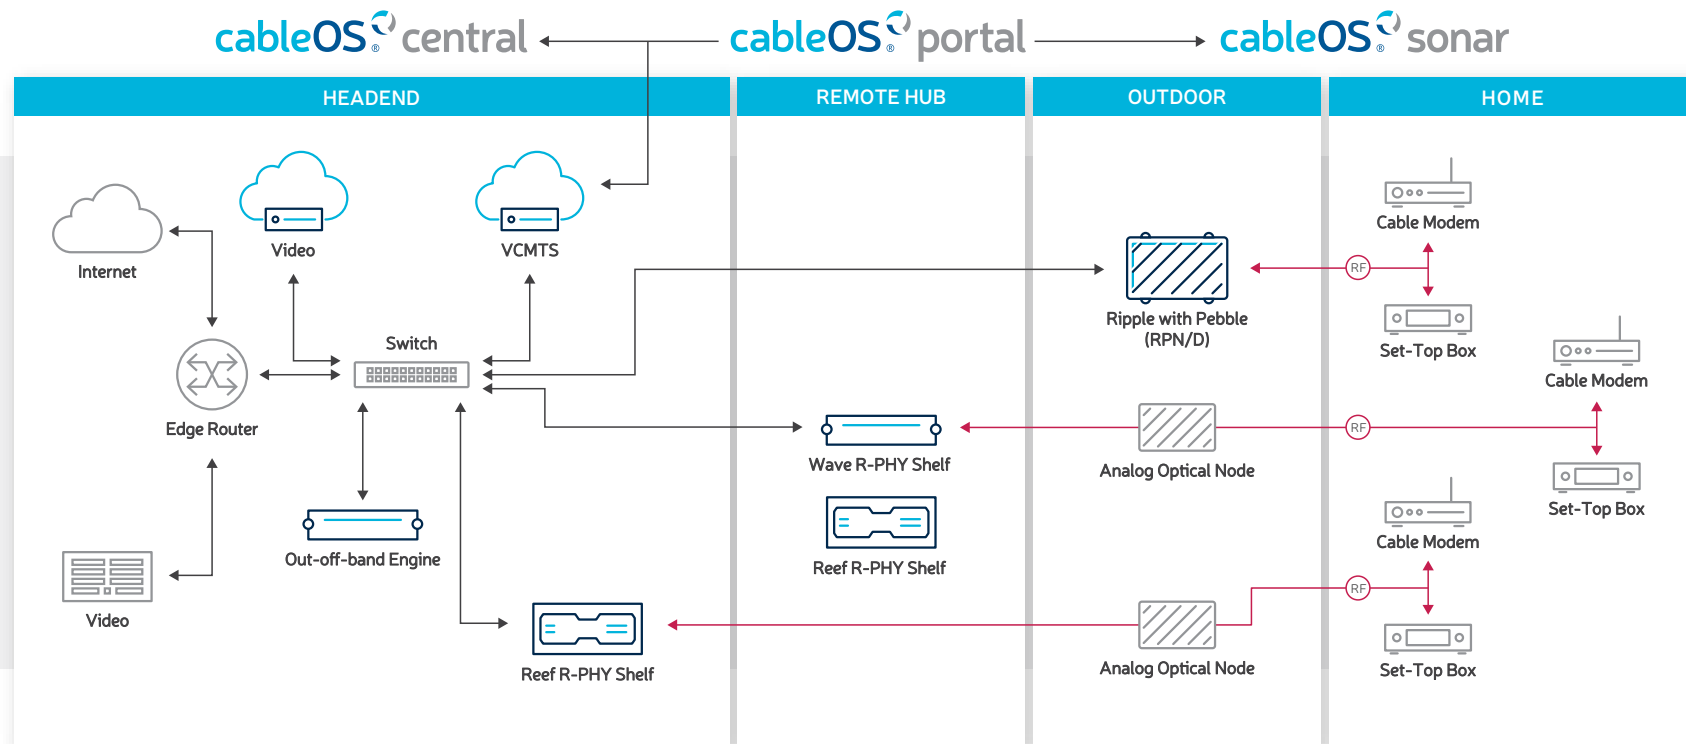 cableOS® central
cableOS® portal
cableOS® sonar
HEADEND
REMOTE HUB
OUTDOOR
HOME
Internet
Video
VCMTS
Switch
Edge Router
Out-off-band Engine
Video
Reef R-PHY Shelf
Wave R-PHY Shelf
Reef R-PHY Shelf
Ripple with Pebble
(RPN/D)
Analog Optical Node
Analog Optical Node
Cable Modem
RF
Set-Top Box
Cable Modem
RF
Set-Top Box
Cable Modem
RF
Set-Top Box